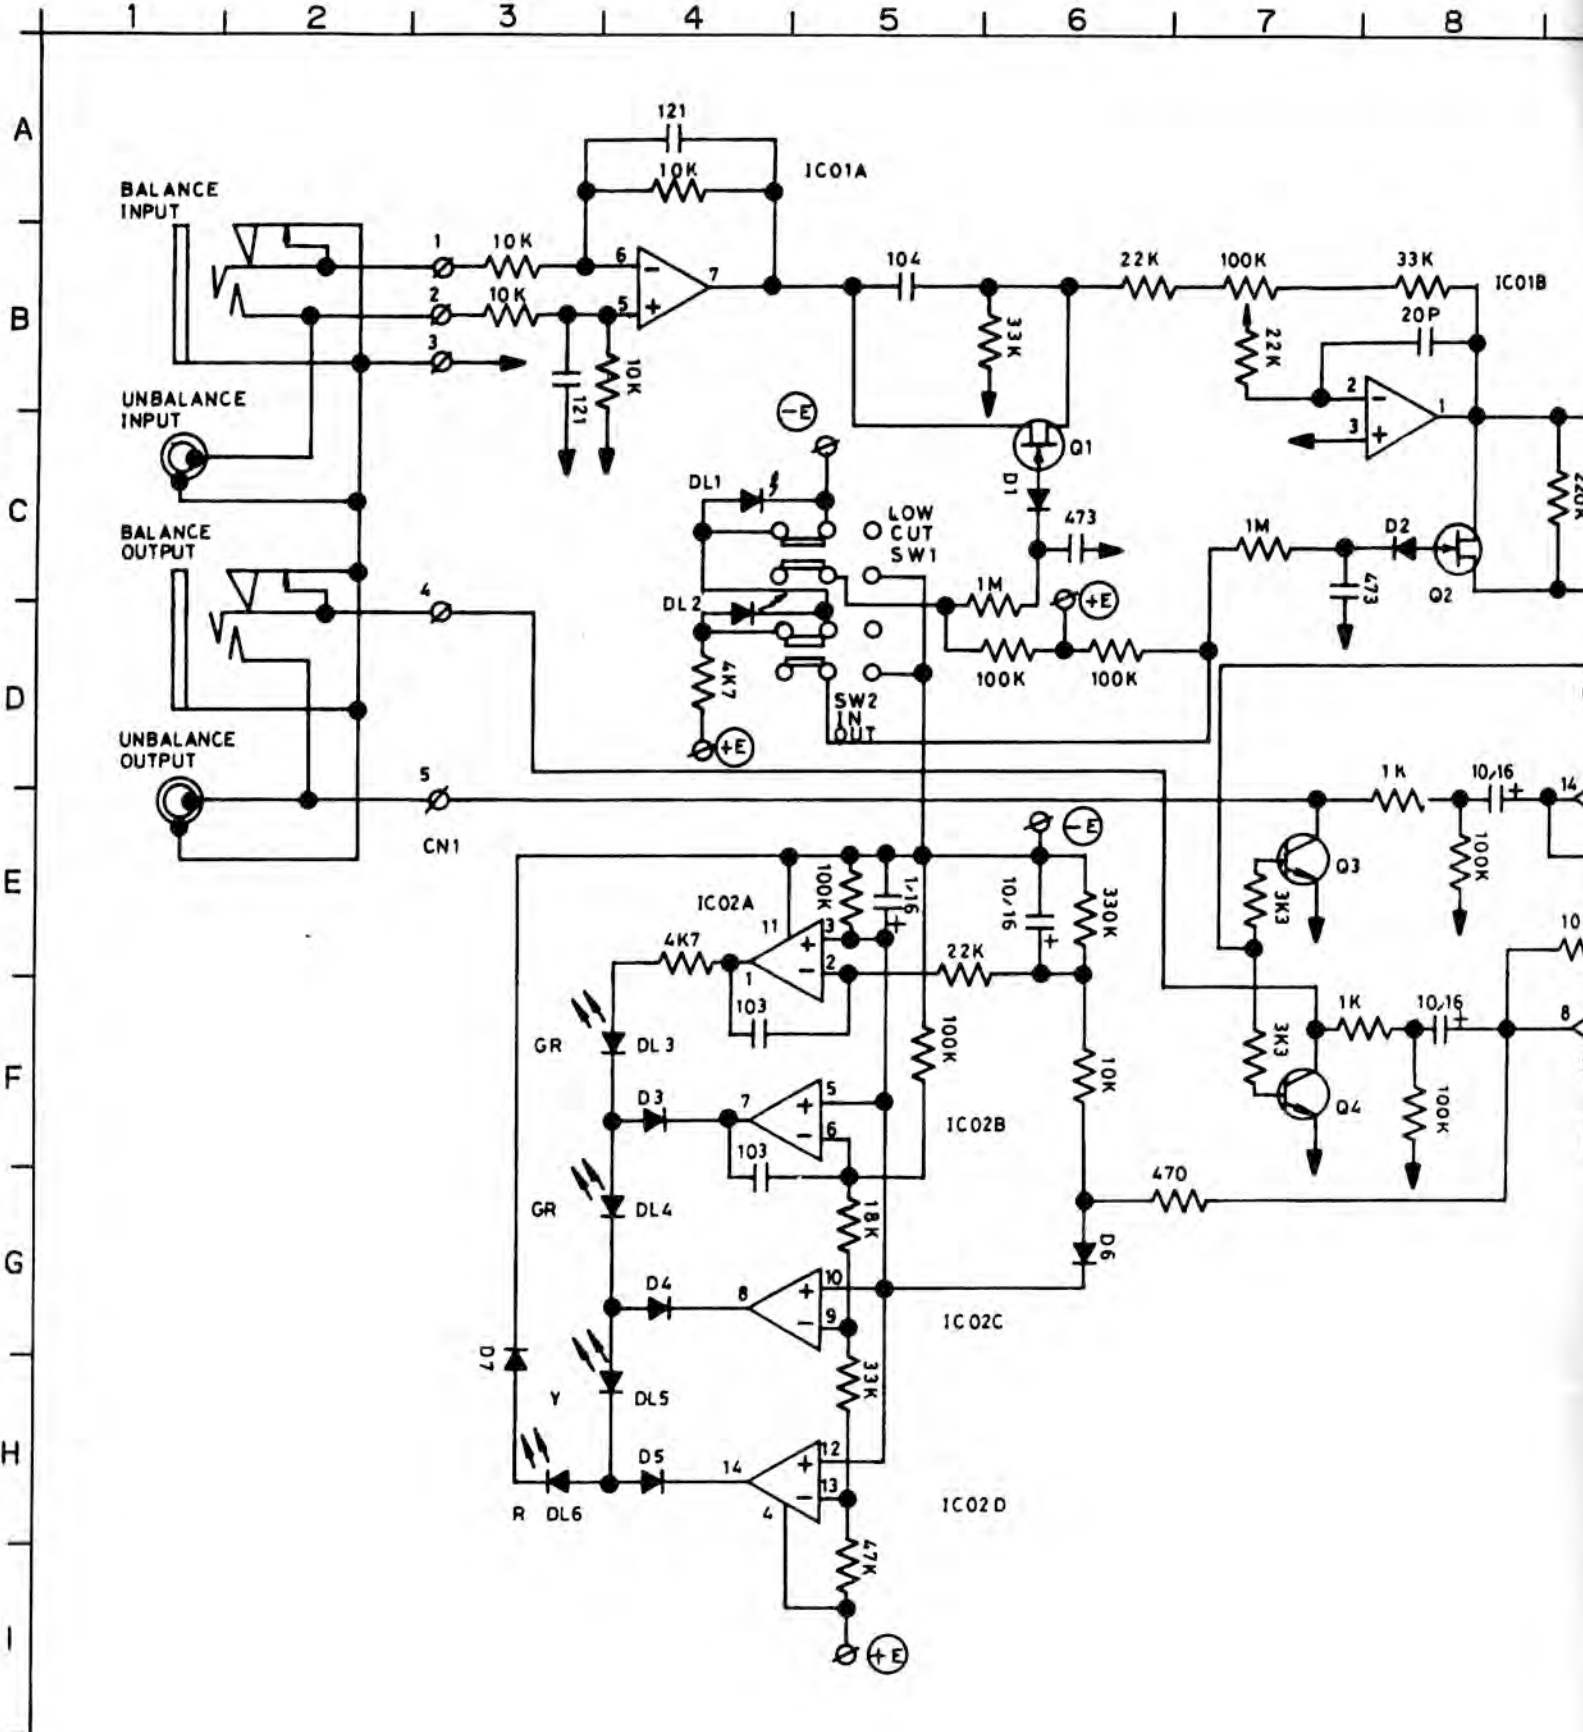 1 2 3 4 5 6 7 8
A
121
IC01A
10K
BALANCE
INPUT
1 10K 6 - 7 104 22K 100K 33K IC01B
B
2 10K 5 + 33K 22K 20P
3
10K
121
2 - 1
3 +
UNBALANCE
INPUT
-E
Q1
DL1
D1
C
LOW
CUT
SW1
473
1M D2
220K
473
Q2
BALANCE
OUTPUT
4
DL2
1M
+E
4K7
100K 100K
D
SW2
IN
OUT
+E
UNBALANCE
OUTPUT
5
CN1
1K 10/16 + 14
-E
Q3
100K
3K3
E
IC02A
11
100K
1/16
+
10/16
+
330K
4K7
3 +
2 -
1
22K
10
103
1K 10/16 + 8
3K3
GR DL3
100K
10K
F
Q4
100K
D3 7 + 5
- 6
IC02B
103
470
GR DL4
18K
D6
G
D4 8 + 10
- 9
IC02C
D7
33K
Y DL5
H
D5 14 + 12
- 13
4
IC02D
R DL6
47K
I
+E